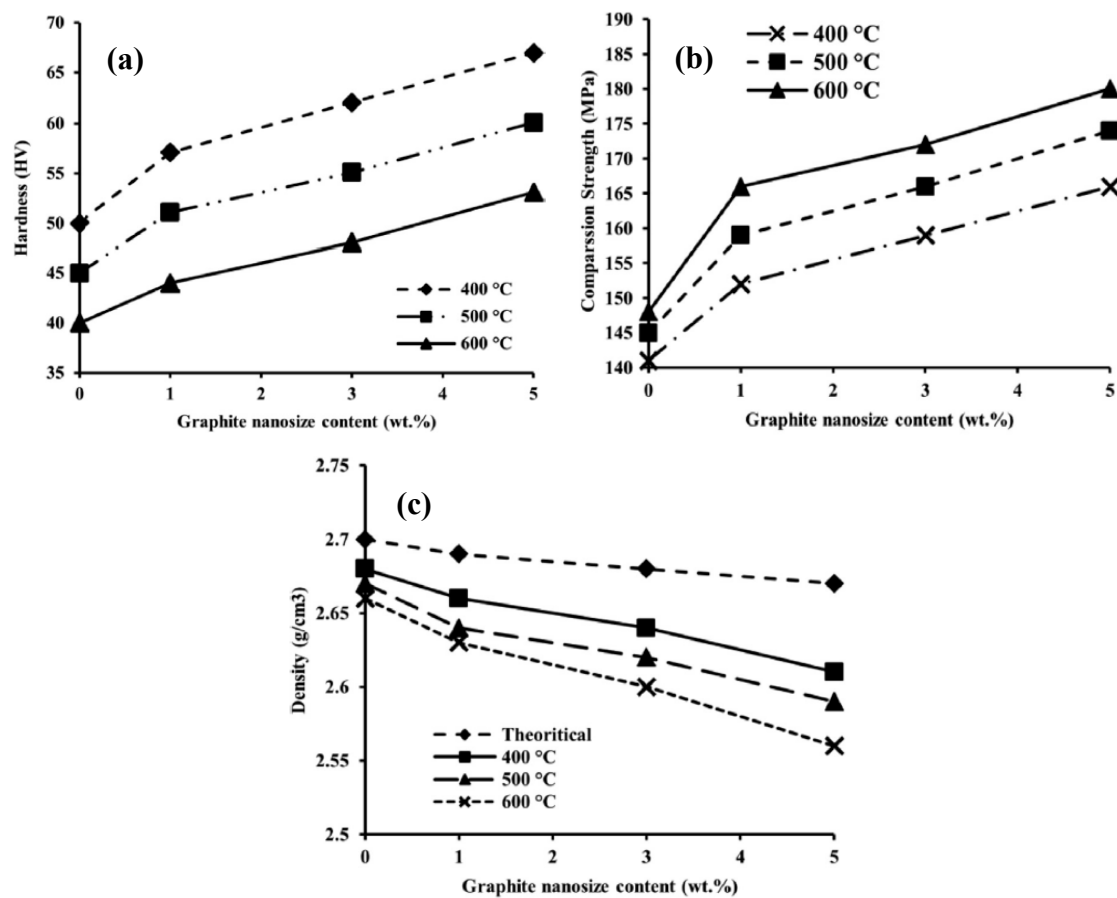 (a)
70
65
60
55
50
45
40
35
Hardness (HV)
400 °C
500 °C
600 °C
0 1 2 3 4 5
Graphite nanosize content (wt.%)
(b)
190
185
180
175
170
165
160
155
150
145
140
Comparssion Strength (MPa)
400 °C
500 °C
600 °C
0 1 2 3 4 5
Graphite nanosize content (wt.%)
(c)
2.75
2.7
2.65
2.6
2.55
2.5
Density (g/cm3)
Theoritical
400 °C
500 °C
600 °C
0 1 2 3 4 5
Graphite nanosize content (wt.%)